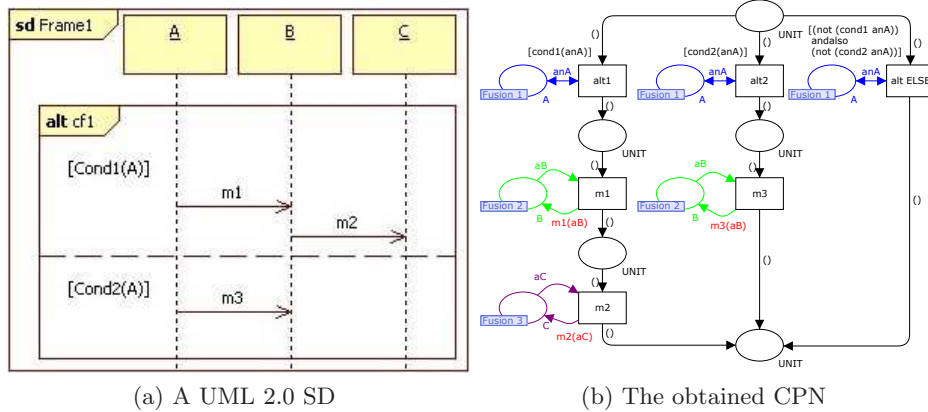 sd Frame1
A
B
C
alt cf1
[Cond1(A)]
m1
m2
[Cond2(A)]
m3
(a) A UML 2.0 SD
UNIT
()
()
()
[cond1(anA)]
[cond2(anA)]
[(not (cond1 anA))
andalso
(not (cond2 anA))]
anA
alt1
Fusion 1
A
anA
alt2
Fusion 1
A
anA
alt ELSE
Fusion 1
A
()
()
UNIT
UNIT
()
()
aB
m1
Fusion 2
B
m1(aB)
aB
m3
Fusion 2
B
m3(aB)
()
()
()
UNIT
()
aC
m2
Fusion 3
C
m2(aC)
()
UNIT
(b) The obtained CPN